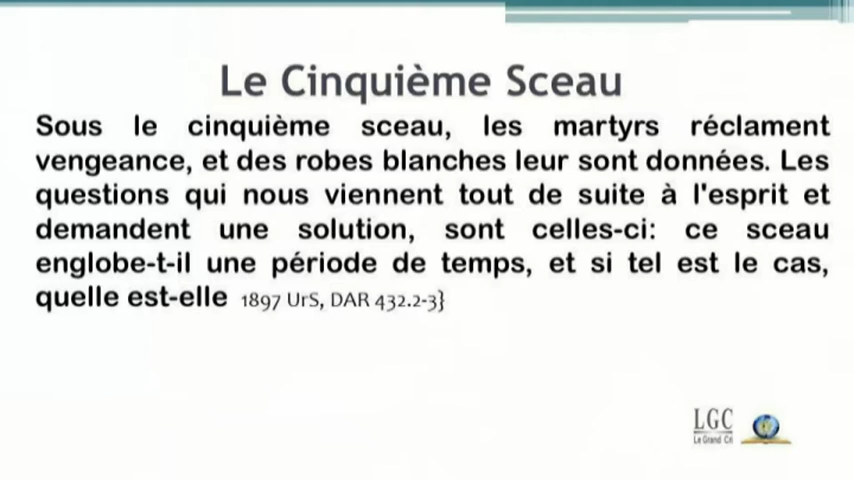 Le Cinquième Sceau
Sous le cinquième sceau, les martyrs réclament
vengeance, et des robes blanches leur sont données. Les
questions qui nous viennent tout de suite à l'esprit et
demandent une solution, sont celles-ci: ce sceau
englobe-t-il une période de temps, et si tel est le cas,
quelle est-elle 1897 UrS, DAR 432.2-3}
LGC
Le Grand Cri